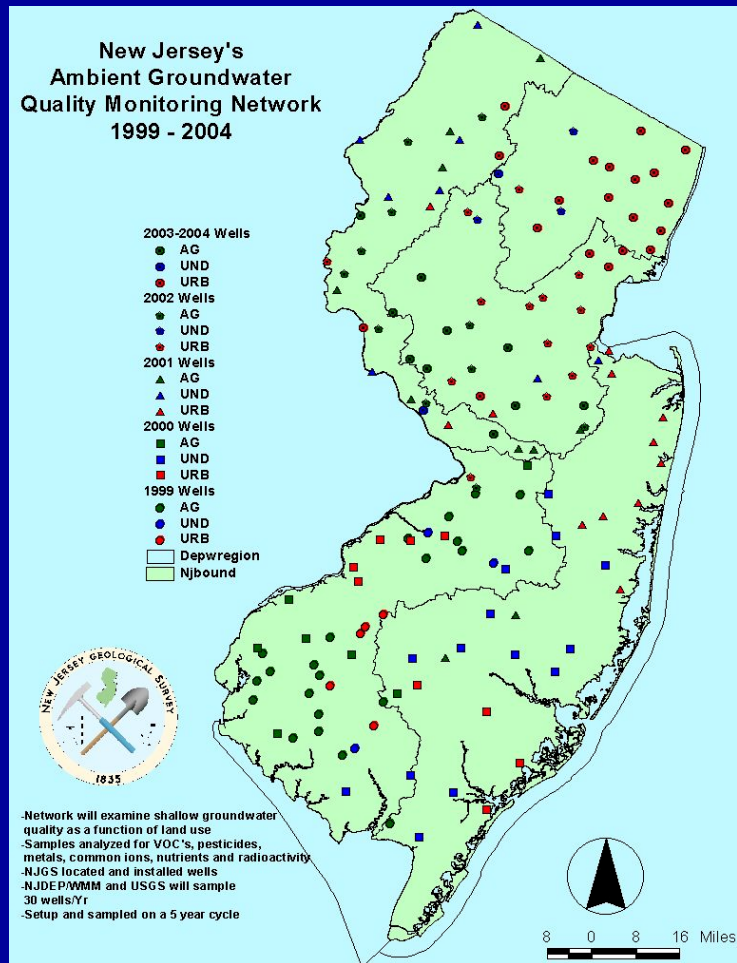 New Jersey's
Ambient Groundwater
Quality Monitoring Network
1999 - 2004
2003-2004 Wells
AG
UND
URB
2002 Wells
AG
UND
URB
2001 Wells
AG
UND
URB
2000 Wells
AG
UND
URB
1999 Wells
AG
UND
URB
Depwregion
Njbound
NEW JERSEY GEOLOGICAL SURVEY
1835
-Network will examine shallow groundwater
quality as a function of land use
-Samples analyzed for VOC's, pesticides,
metals, common ions, nutrients and radioactivity
-NJGS located and installed wells
-NJDEP/WMM and USGS will sample
30 wells/Yr
-Setup and sampled on a 5 year cycle
8 0 8 16 Miles